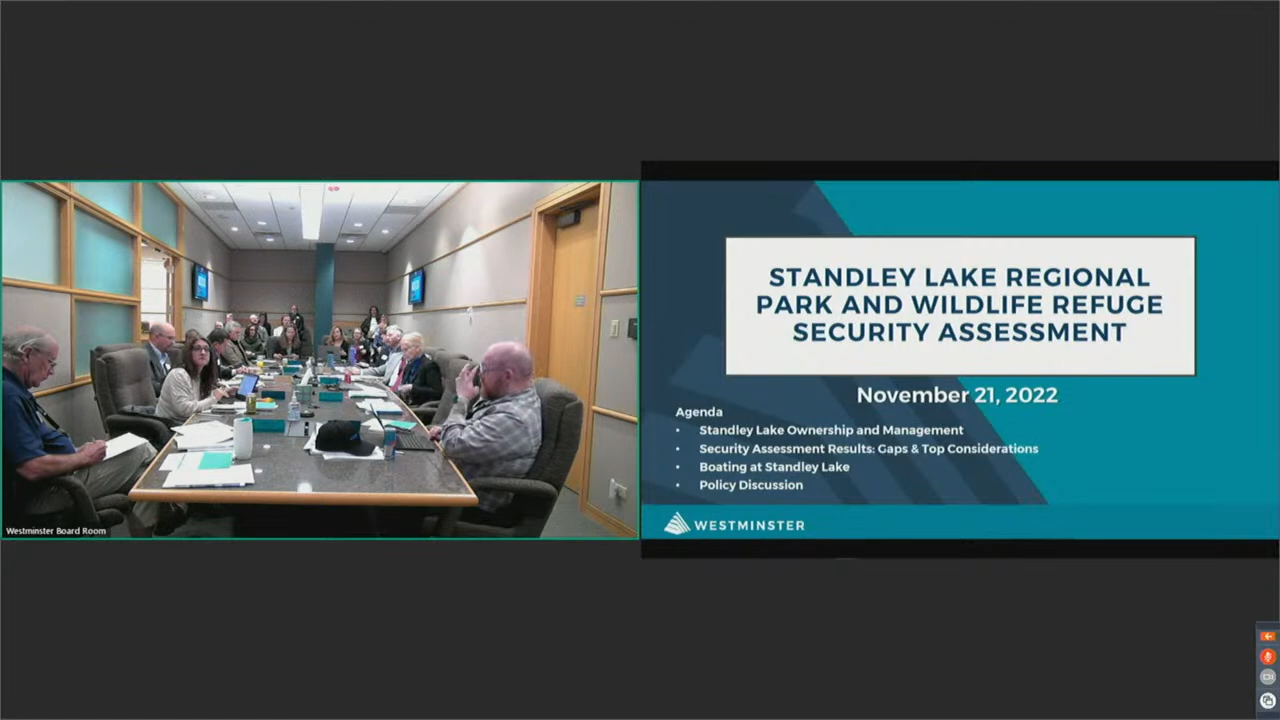 STANDLEY LAKE REGIONAL
PARK AND WILDLIFE REFUGE
SECURITY ASSESSMENT
November 21, 2022
Agenda
• Standley Lake Ownership and Management
• Security Assessment Results: Gaps & Top Considerations
• Boating at Standley Lake
• Policy Discussion
WESTMINSTER
Westminster Board Room